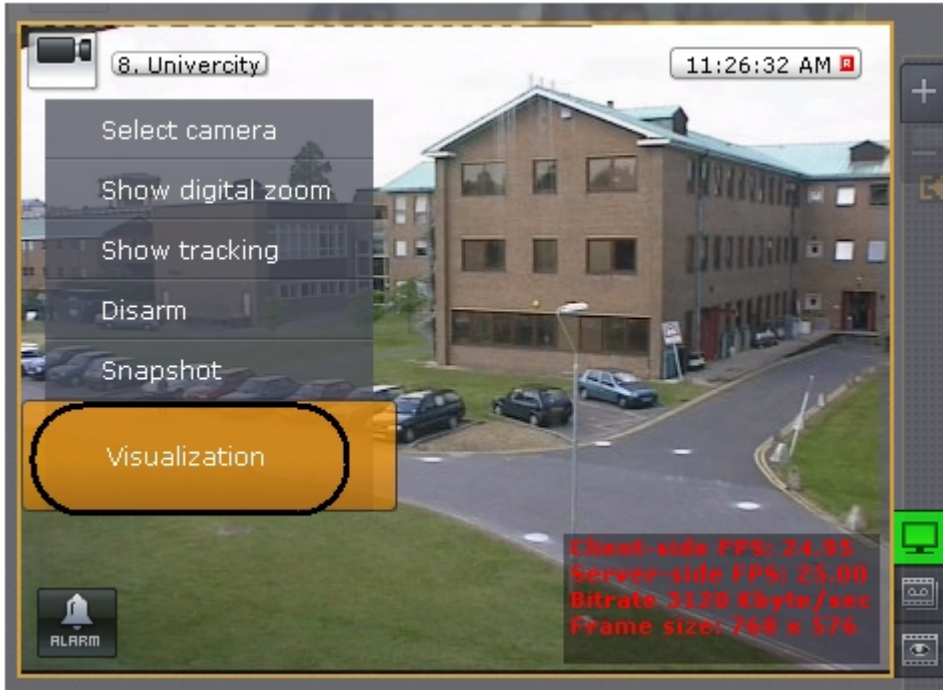 8. Univercity
11:26:32 AM R
Select camera
Show digital zoom
Show tracking
Disarm
Snapshot
Visualization
Client-side FPS: 24.95
Server-side FPS: 25.00
Bitrate 3120 Kbyte/sec
Frame size: 768 x 576
ALARM